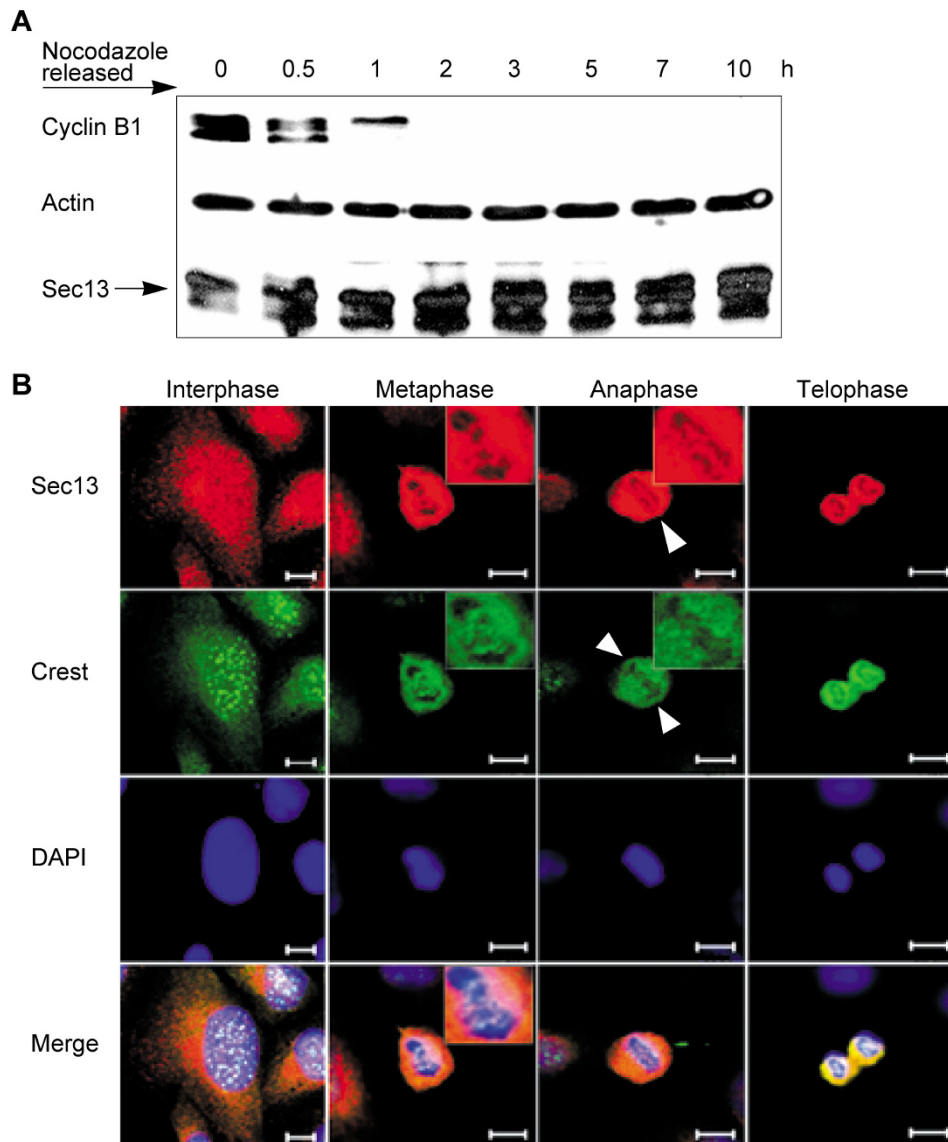 A
Nocodazole
released
0 0.5 1 2 3 5 7 10 h
Cyclin B1
Actin
Sec13
B
Interphase Metaphase Anaphase Telophase
Sec13
Crest
DAPI
Merge